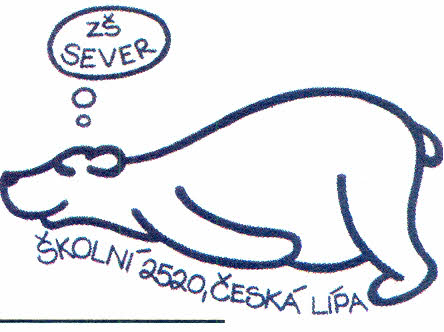 ZŠ
SEVER
ŠKOLNÍ 2520, ČESKÁ LÍPA